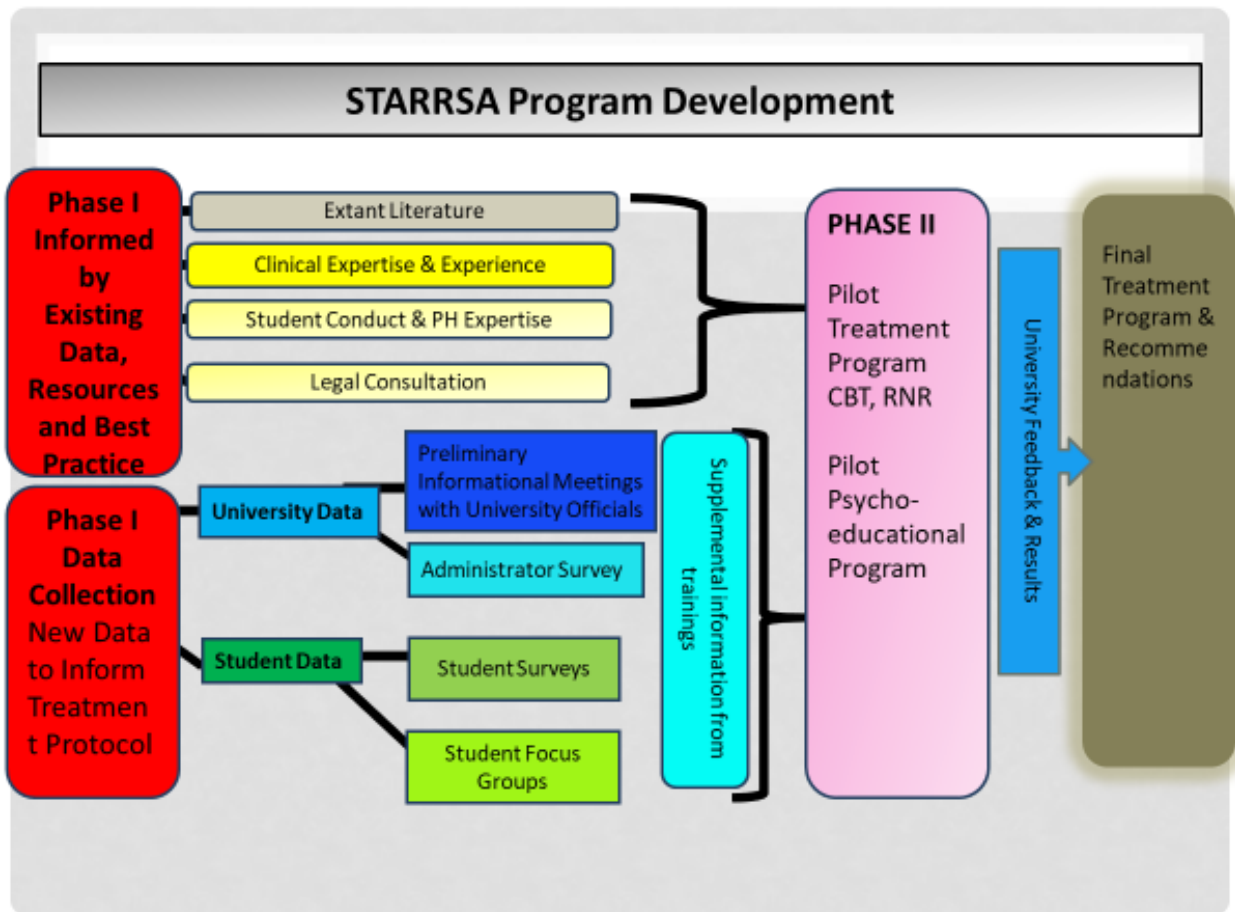 STARRSA Program Development
Phase I
Informed
by
Existing
Data,
Resources
and Best
Practice
Extant Literature
Clinical Expertise & Experience
Student Conduct & PH Expertise
Legal Consultation
Phase I
Data
Collection
New Data
to Inform
Treatmen
t Protocol
University Data
Preliminary
Informational Meetings
with University Officials
Administrator Survey
Student Data
Student Surveys
Student Focus
Groups
Supplemental information from
trainings
PHASE II
Pilot
Treatment
Program
CBT, RNR
Pilot
Psycho-
educational
Program
University Feedback & Results
Final
Treatment
Program &
Recomme
ndations